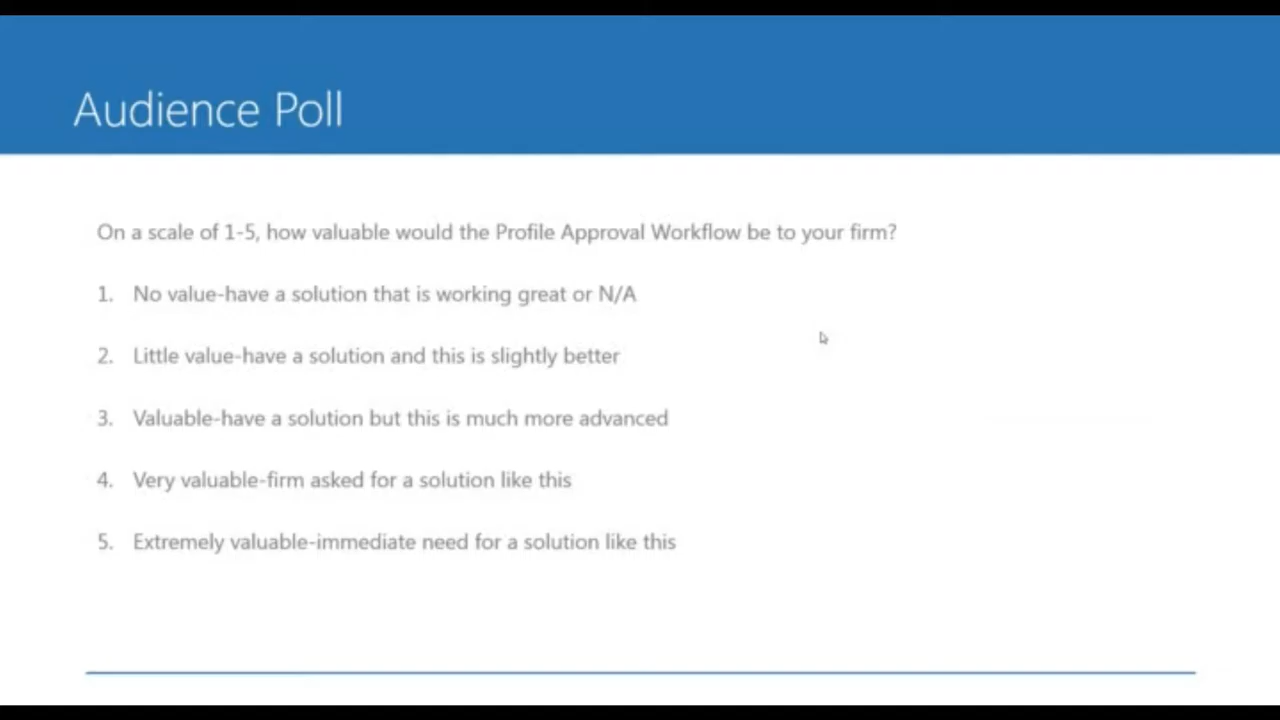 Audience Poll
On a scale of 1-5, how valuable would the Profile Approval Workflow be to your firm?
1. No value-have a solution that is working great or N/A
2. Little value-have a solution and this is slightly better
3. Valuable-have a solution but this is much more advanced
4. Very valuable-firm asked for a solution like this
5. Extremely valuable-immediate need for a solution like this